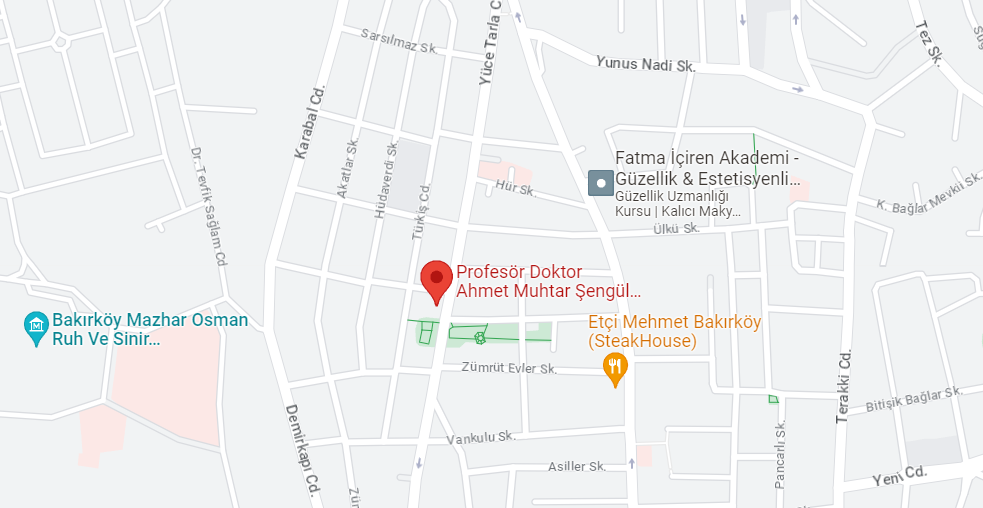 Sarsılmaz Sk.
Yüce Tarla C
Yunus Nadi Sk.
Tez Sk.
Karabal Cd.
Akatlar Sk.
Hüdaverdi Sk.
Türkiş Cd.
Dr. Tevfik Sağlam Cd
Hür Sk.
Fatma İçiren Akademi -
Güzellik & Estetisyenli...
Güzellik Uzmanlığı
Kursu | Kalıcı Maky...
Ülkü Sk.
K. Bağlar Mevkii Sk.
Profesör Doktor
Ahmet Muhtar Şengül...
Bakırköy Mazhar Osman
Ruh Ve Sinir...
Etçi Mehmet Bakırköy
(SteakHouse)
Zümrüt Evler Sk.
Terakki Cd.
Bitişik Bağlar Sk.
Demirkapı Cd.
Vankulu Sk.
Pancarlı Sk.
Asiller Sk.
Yeni Cd.
Zür